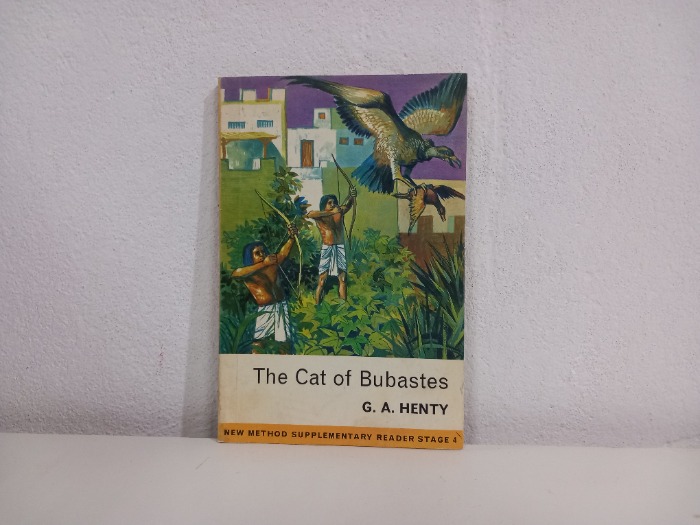 The Cat of Bubastes
G. A. HENTY
NEW METHOD SUPPLEMENTARY READER STAGE 4